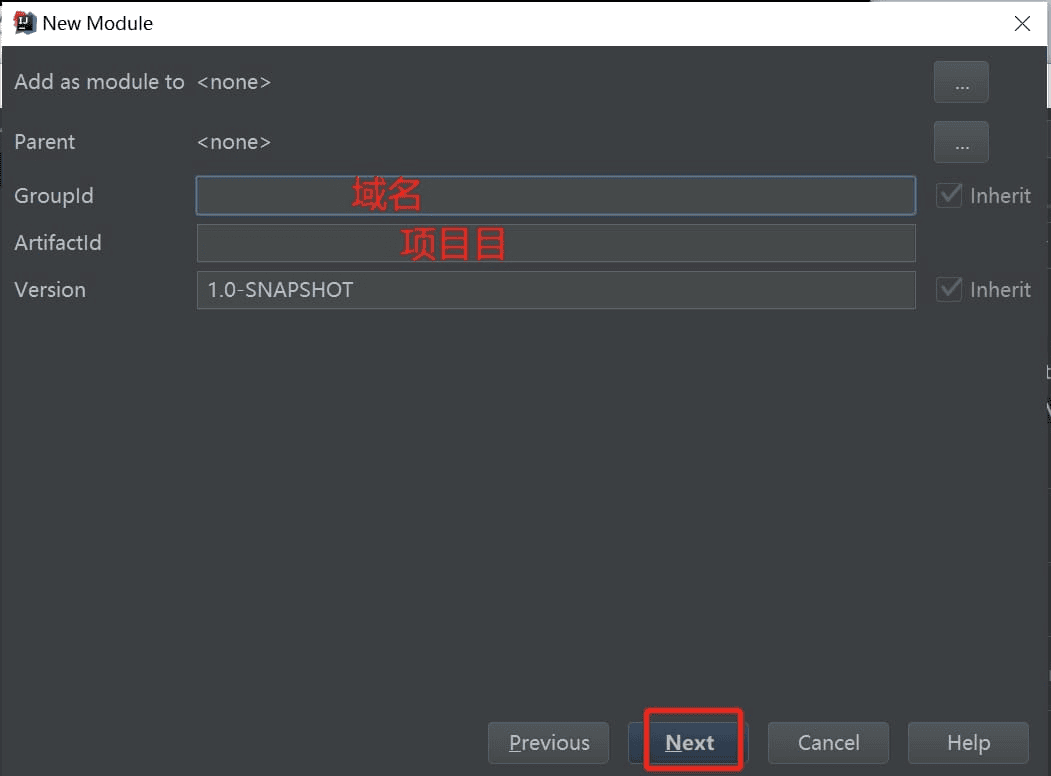 New Module
Add as module to <none> ...
Parent <none> ...
GroupId 域名 Inherit
ArtifactId 项目目
Version 1.0-SNAPSHOT Inherit
Previous Next Cancel Help